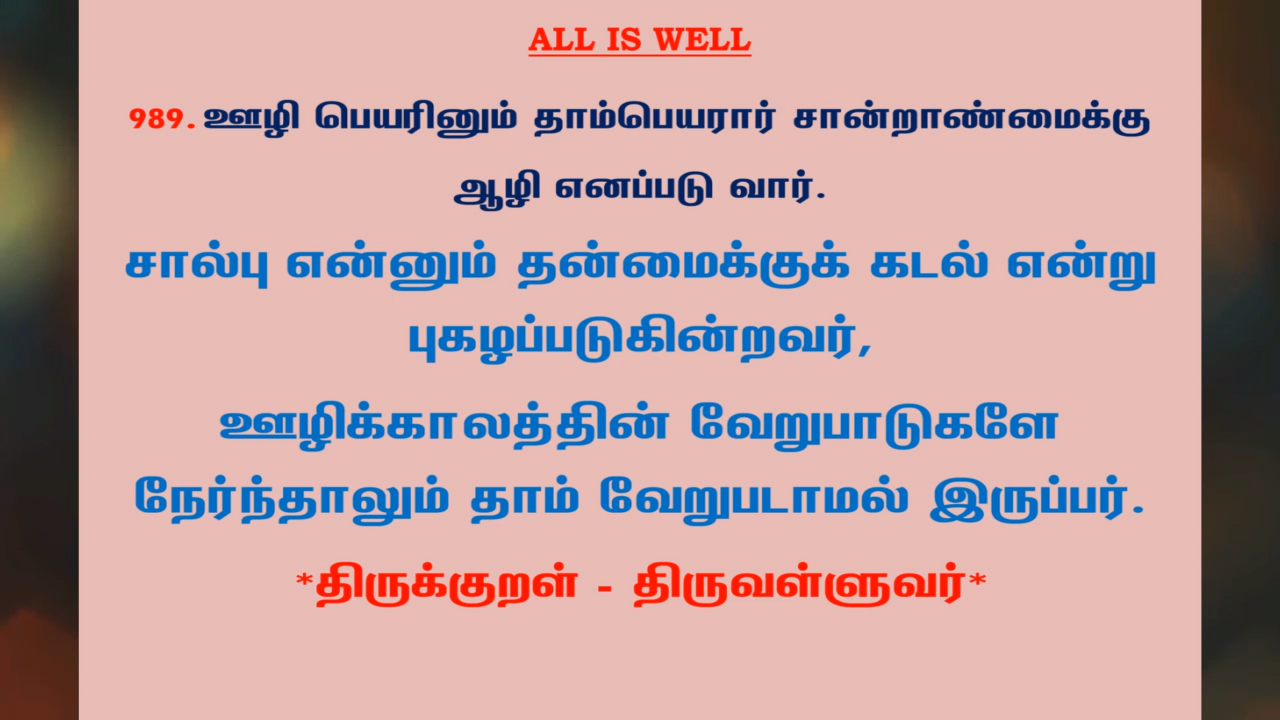 ALL IS WELL
989. ஊழி பெயரினும் தாம்பெயரார் சான்றாண்மைக்கு
ஆழி எனப்படு வார்.
சால்பு என்னும் தன்மைக்குக் கடல் என்று
புகழப்படுகின்றவர்,
ஊழிக்காலத்தின் வேறுபாடுகளே
நேர்ந்தாலும் தாம் வேறுபடாமல் இருப்பர்.
*திருக்குறள் - திருவள்ளுவர்*